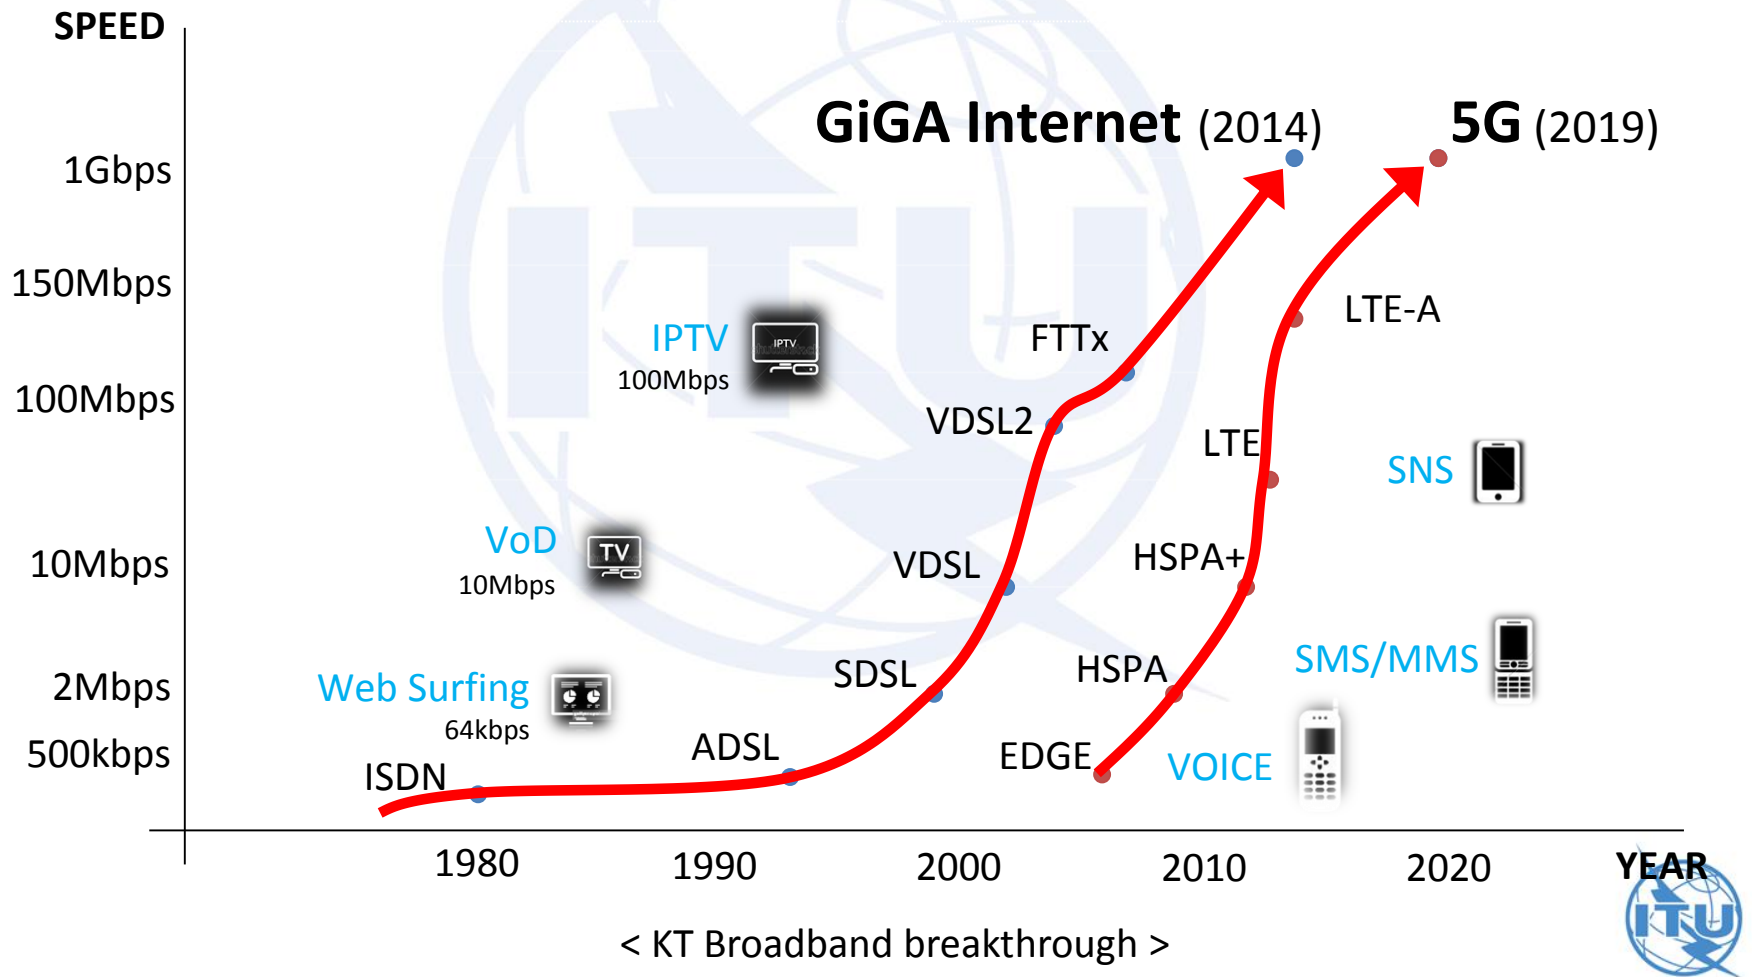 SPEED
GiGA Internet (2014)
5G (2019)
1Gbps
150Mbps
LTE-A
IPTV
100Mbps
IPTV
FTTx
100Mbps
VDSL2
LTE
SNS
VoD
10Mbps
TV
10Mbps
VDSL
HSPA+
2Mbps
Web Surfing
64kbps
SDSL
HSPA
SMS/MMS
500kbps
ISDN
ADSL
EDGE
VOICE
1980
1990
2000
2010
2020
YEAR
< KT Broadband breakthrough >
ITU
ITU